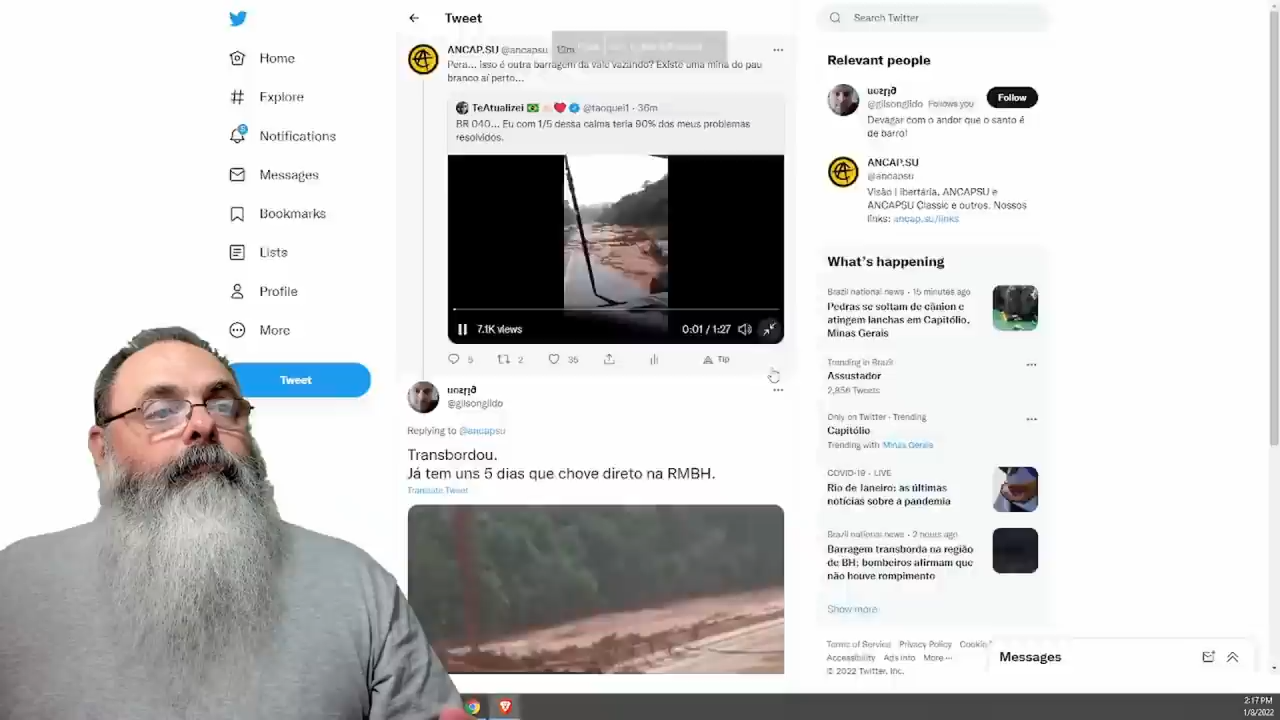 Home
Explore
5
Notifications
Messages
Bookmarks
Lists
Profile
More
Tweet
Tweet
ANCAP.SU @ancapsu · 12m
Pera... isso é outra barragem da vale vazando? Existe uma mina do pau
branco aí perto...
TeAtualizei @taoquei1 · 36m
BR 040... Eu com 1/5 dessa calma teria 90% dos meus problemas
resolvidos.
7.1K views
0:01 / 1:27
5
2
35
Tip
@gilsongildo
Replying to @ancapsu
Transbordou.
Já tem uns 5 dias que chove direto na RMBH.
Translate Tweet
Search Twitter
Relevant people
@gilsongildo Follows you
Follow
Devagar com o andor que o santo é
de barro!
ANCAP.SU
@ancapsu
Visão Libertária, ANCAPSU e
ANCAPSU Classic e outros. Nossos
links: ancap.su/links
What's happening
Brazil national news · 15 minutes ago
Pedras se soltam de cânion e
atingem lanchas em Capitólio,
Minas Gerais
Trending in Brazil
Assustador
2,856 Tweets
Only on Twitter · Trending
Capitólio
Trending with Minas Gerais
COVID-19 · LIVE
Rio de Janeiro: as últimas
notícias sobre a pandemia
Brazil national news · 2 hours ago
Barragem transborda na região
de BH; bombeiros afirmam que
não houve rompimento
Show more
Terms of Service Privacy Policy Cookie
Accessibility Ads info More ...
© 2022 Twitter, Inc.
Messages
2:17 PM
1/8/2022